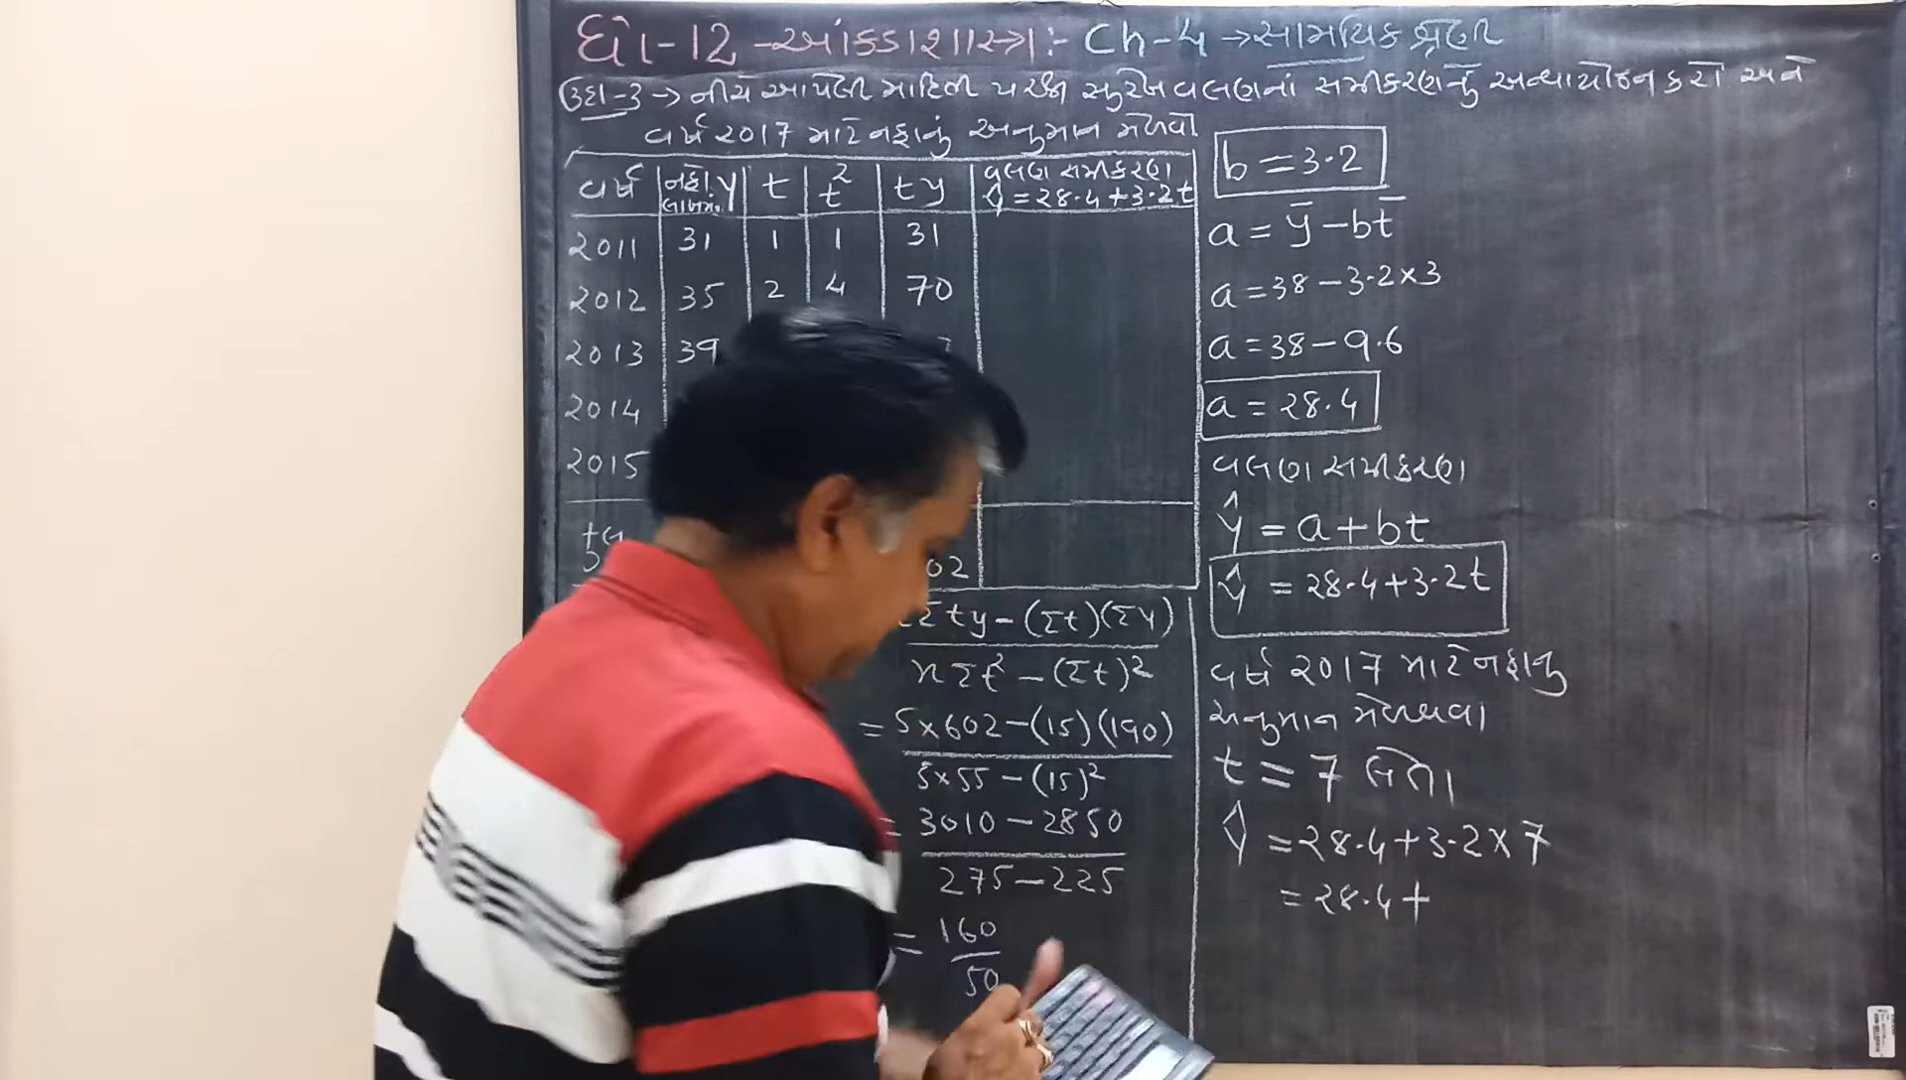 ધો-12 - આંકડાશાસ્ત્ર :- Ch-4 → સામયિક શ્રેણી
ઉદા-૩ → નીચે આપેલી માહિતી પરથી સુરેખ વલણનાં સમીકરણનું અન્વાયોજન કરો અને
વર્ષ 2017 માટે નફાનું અનુમાન મેળવો.
વર્ષ નફો y t t² ty વલણ સમીકરણ
ŷ = 28.4+3.2t
2011 31 1 1 31
2012 35 2 4 70
2013 39
2014
2015
02
Σty - (Σt)(Σy)
nΣt² - (Σt)²
= 5×602 - (15)(190)
5×55 - (15)²
= 3010 - 2850
275 - 225
= 160
50
b = 3.2
a = ȳ - bt̄
a = 38 - 3.2×3
a = 38 - 9.6
a = 28.4
વલણ સમીકરણ
ŷ = a + bt
ŷ = 28.4+3.2t
વર્ષ 2017 માટે નફાનું
અનુમાન મેળવવા
t = 7 લેતા
ŷ = 28.4+3.2×7
= 28.4+